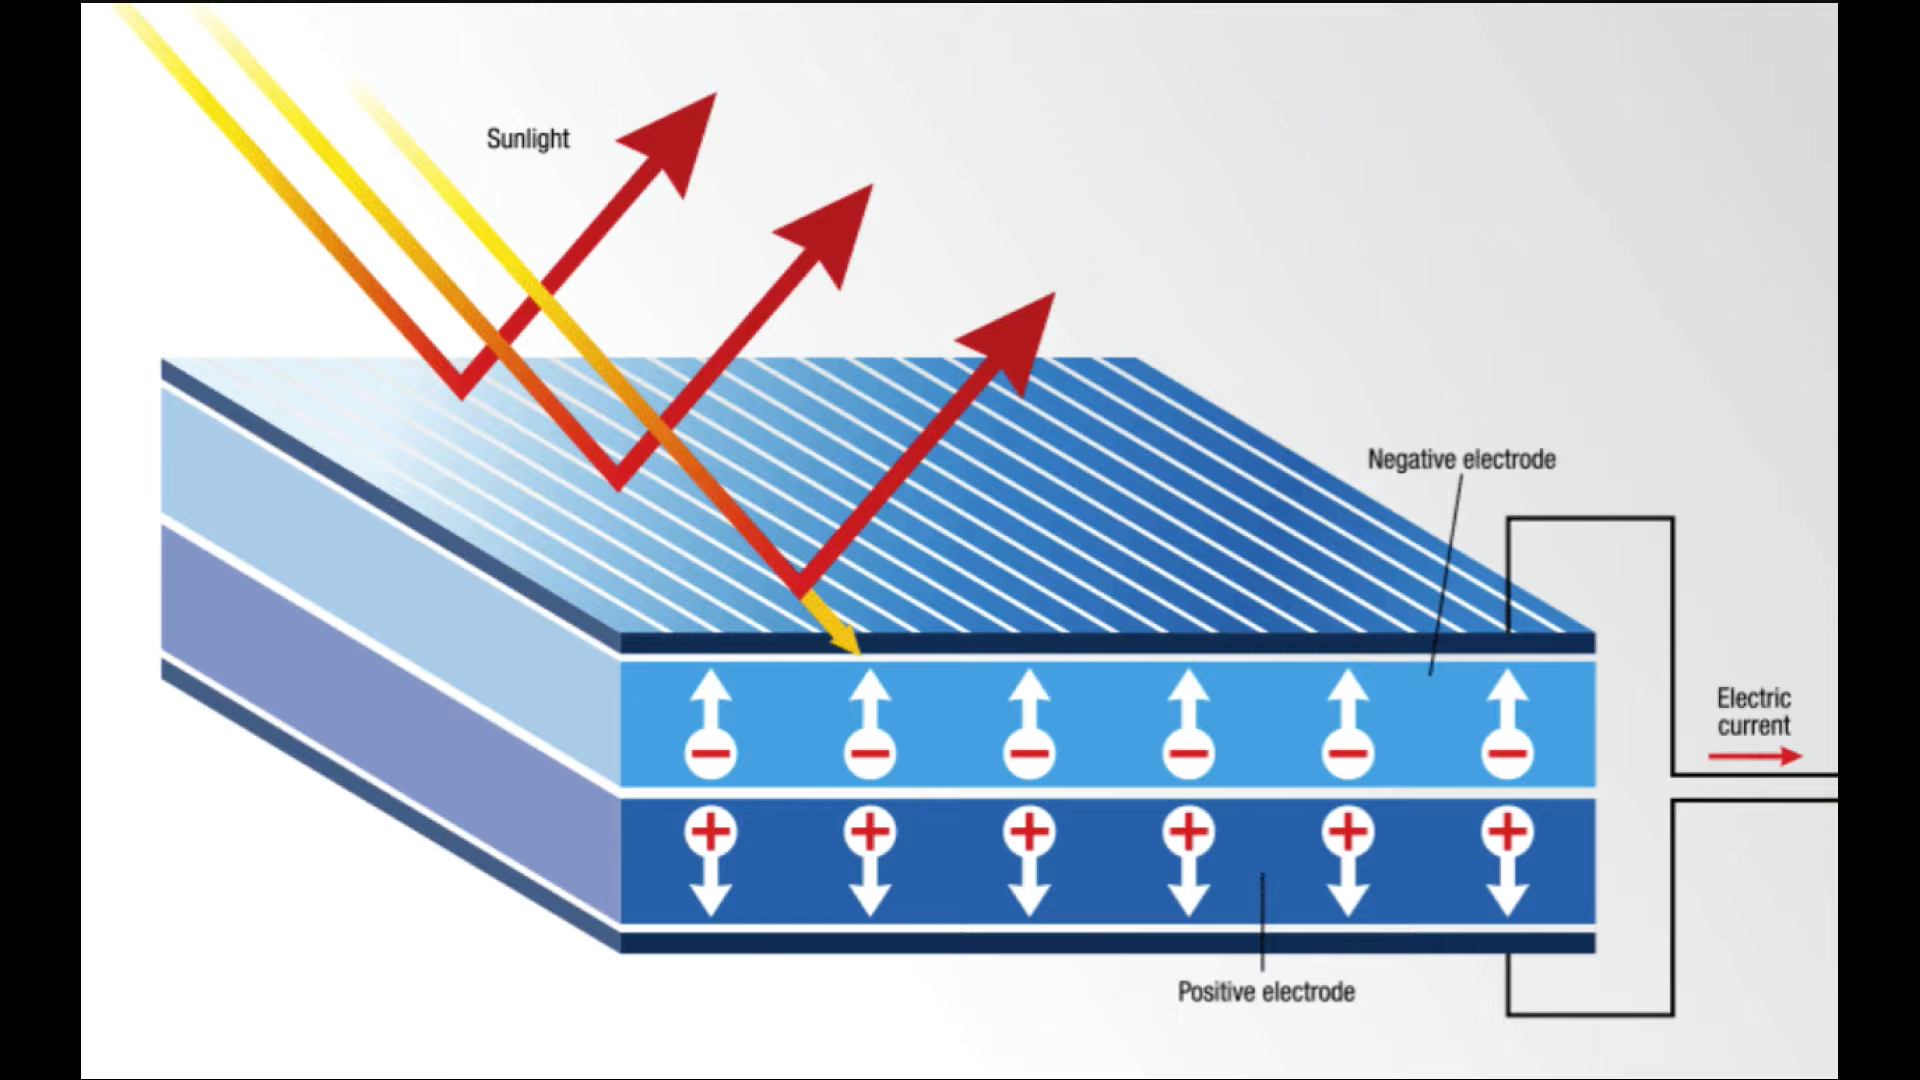 Sunlight
Negative electrode
Electric
current
Positive electrode